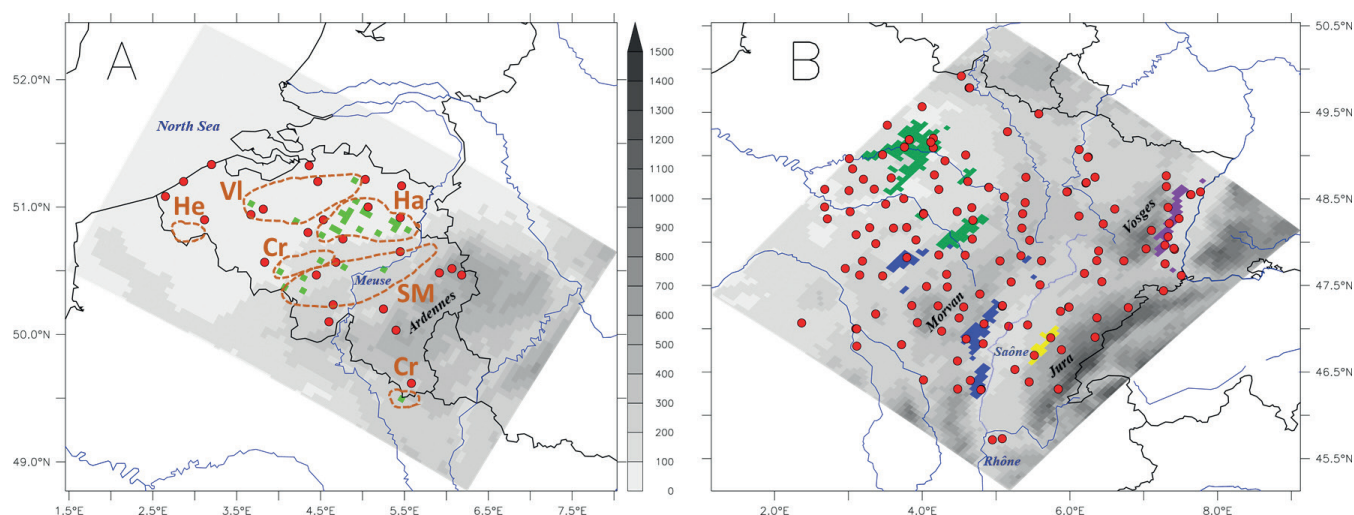 A
B
North Sea
Vl
He
Ha
Cr
Meuse
SM
Ardennes
Cr
52.0°N
51.0°N
50.0°N
49.0°N
1.5°E
2.5°E
3.5°E
4.5°E
5.5°E
6.5°E
7.5°E
1500
1400
1300
1200
1100
1000
900
800
700
600
500
400
300
200
100
0
Vosges
Morvan
Saône
Jura
Rhône
50.5°N
49.5°N
48.5°N
47.5°N
46.5°N
45.5°N
2.0°E
4.0°E
6.0°E
8.0°E